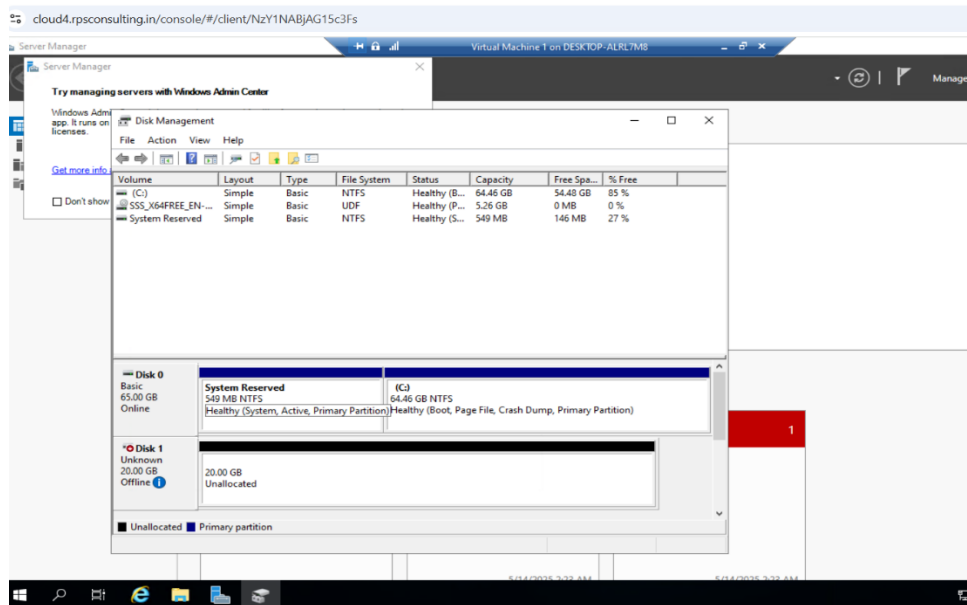 cloud4.rpsconsulting.in/console/#/client/NzY1NABjAG15c3Fs
Server Manager
Virtual Machine 1 on DESKTOP-ALRL7M8
Server Manager
Manage
Try managing servers with Windows Admin Center
Windows Admi
app. It runs on
licenses.
Get more info
Don't show
Disk Management
File Action View Help
Volume Layout Type File System Status Capacity Free Spa... % Free
(C:) Simple Basic NTFS Healthy (B... 64.46 GB 54.48 GB 85 %
SSS_X64FREE_EN-... Simple Basic UDF Healthy (P... 5.26 GB 0 MB 0 %
System Reserved Simple Basic NTFS Healthy (S... 549 MB 146 MB 27 %
Disk 0
Basic
65.00 GB
Online
System Reserved
549 MB NTFS
Healthy (System, Active, Primary Partition)
(C:)
64.46 GB NTFS
Healthy (Boot, Page File, Crash Dump, Primary Partition)
1
Disk 1
Unknown
20.00 GB
Offline
20.00 GB
Unallocated
Unallocated Primary partition
5/14/2025 2:23 AM
5/14/2025 2:23 AM